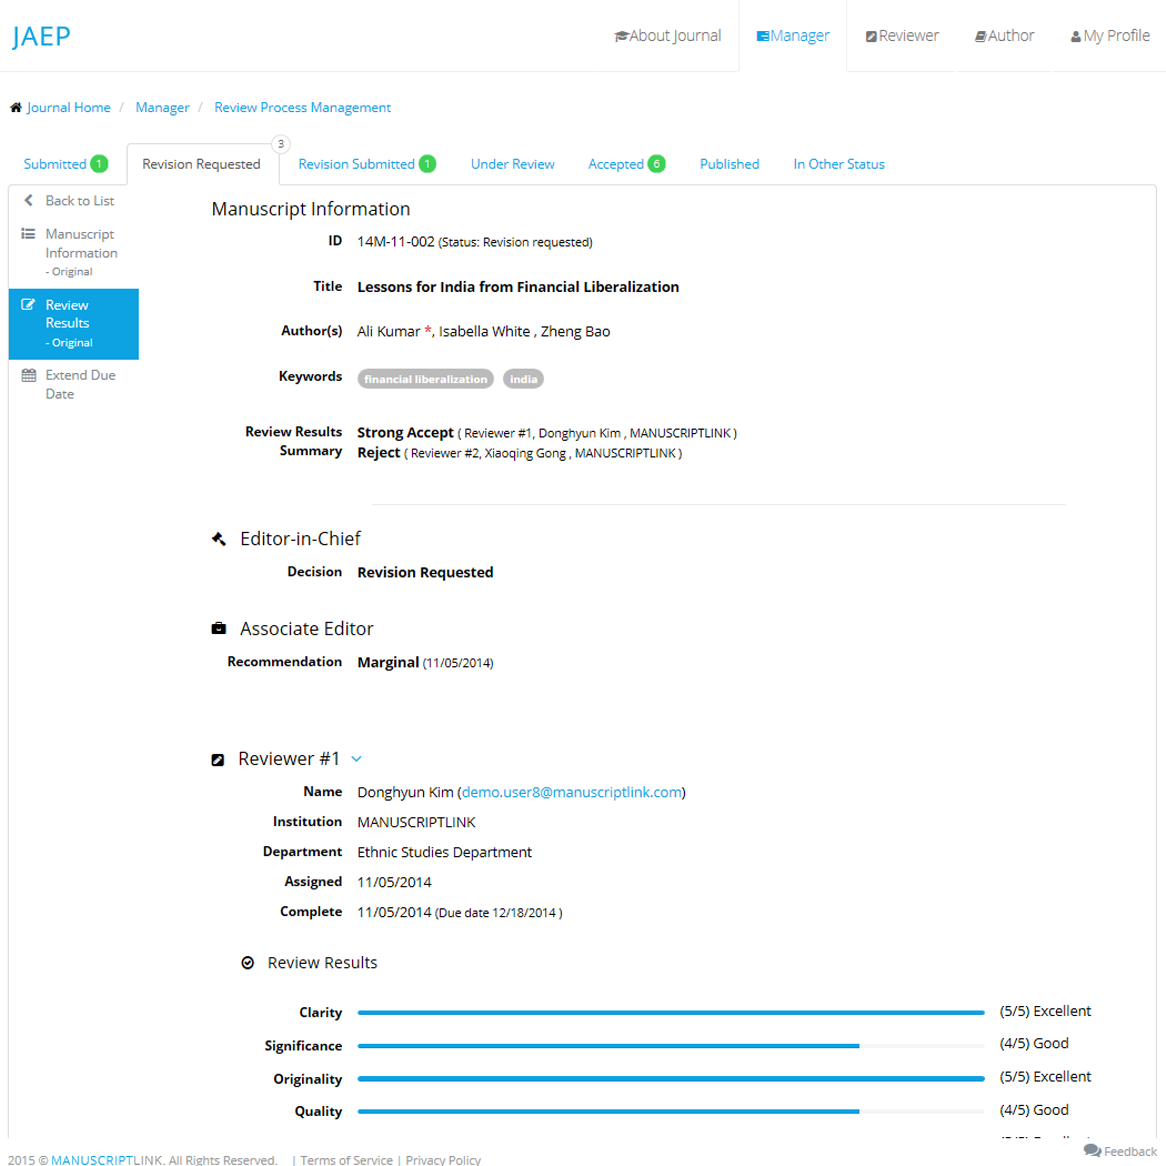 JAEP
About Journal
Manager
Reviewer
Author
My Profile
Journal Home / Manager / Review Process Management
Submitted 1
Revision Requested 3
Revision Submitted 1
Under Review
Accepted 6
Published
In Other Status
Back to List
Manuscript
Information
- Original
Review
Results
- Original
Extend Due
Date
Manuscript Information
ID 14M-11-002 (Status: Revision requested)
Title Lessons for India from Financial Liberalization
Author(s) Ali Kumar *, Isabella White , Zheng Bao
Keywords financial liberalization india
Review Results Summary
Strong Accept ( Reviewer #1, Donghyun Kim , MANUSCRIPTLINK )
Reject ( Reviewer #2, Xiaoqing Gong , MANUSCRIPTLINK )
Editor-in-Chief
Decision Revision Requested
Associate Editor
Recommendation Marginal (11/05/2014)
Reviewer #1
Name Donghyun Kim (demo.user8@manuscriptlink.com)
Institution MANUSCRIPTLINK
Department Ethnic Studies Department
Assigned 11/05/2014
Complete 11/05/2014 (Due date 12/18/2014 )
Review Results
Clarity (5/5) Excellent
Significance (4/5) Good
Originality (5/5) Excellent
Quality (4/5) Good
2015 © MANUSCRIPTLINK. All Rights Reserved. | Terms of Service | Privacy Policy
Feedback